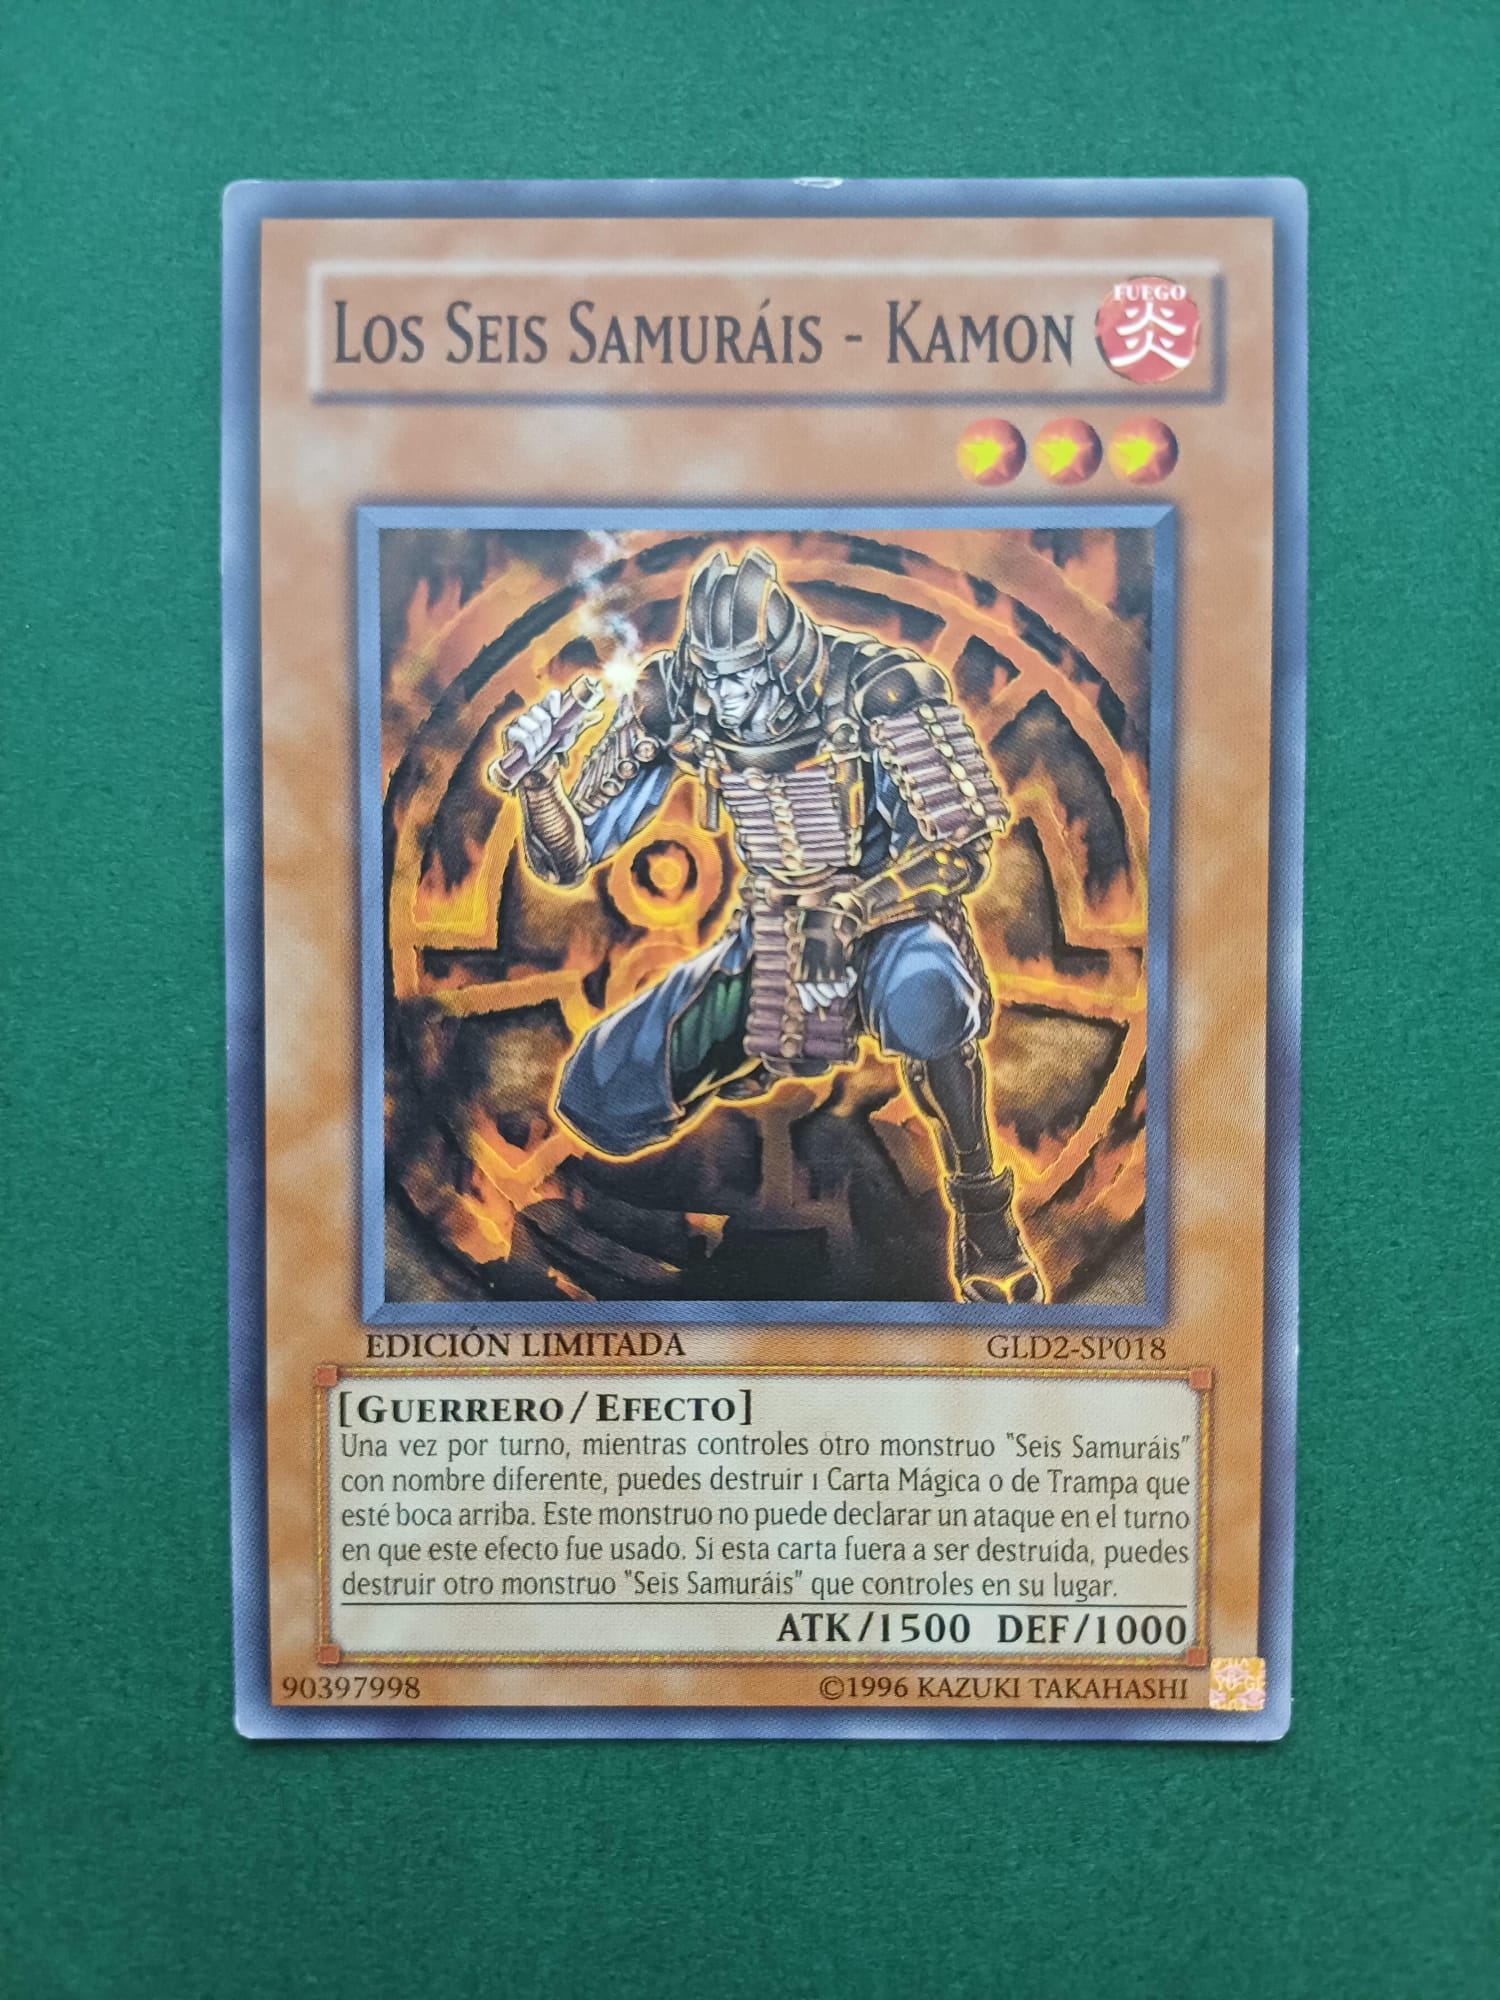 Los Seis Samuráis - Kamon
FUEGO
炎
EDICIÓN LIMITADA
GLD2-SP018
[Guerrero/Efecto]
Una vez por turno, mientras controles otro monstruo "Seis Samuráis"
con nombre diferente, puedes destruir 1 Carta Mágica o de Trampa que
esté boca arriba. Este monstruo no puede declarar un ataque en el turno
en que este efecto fue usado. Si esta carta fuera a ser destruida, puedes
destruir otro monstruo "Seis Samuráis" que controles en su lugar.
ATK/1500 DEF/1000
90397998
©1996 KAZUKI TAKAHASHI